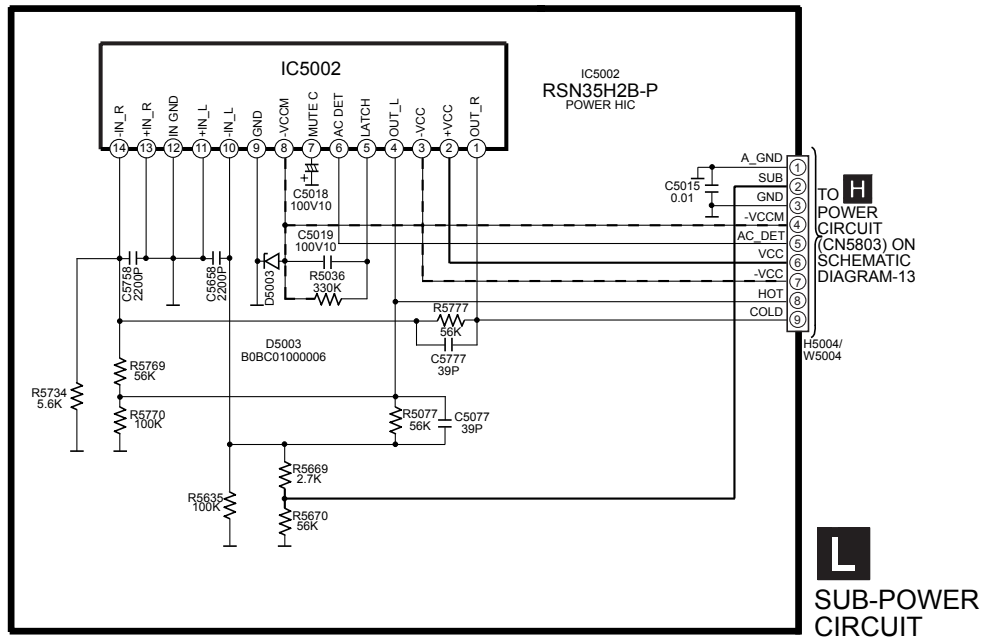 IC5002
IC5002
RSN35H2B-P
POWER HIC
-IN_R
+IN_R
IN GND
+IN_L
-IN_L
GND
-VCCM
MUTE C
AC DET
LATCH
OUT_L
-VCC
+VCC
OUT_R
14
13
12
11
10
9
8
7
6
5
4
3
2
1
+
C5018
100V10
C5019
100V10
D5003
R5036
330K
C5758
2200P
C5658
2200P
C5015
0.01
A_GND
SUB
GND
-VCCM
AC_DET
VCC
-VCC
HOT
COLD
1
2
3
4
5
6
7
8
9
TO H
POWER
CIRCUIT
(CN5803) ON
SCHEMATIC
DIAGRAM-13
H5004/
W5004
R5777
56K
C5777
39P
D5003
B0BC01000006
R5769
56K
R5734
5.6K
R5770
100K
R5077
56K
C5077
39P
R5669
2.7K
R5635
100K
R5670
56K
L
SUB-POWER
CIRCUIT